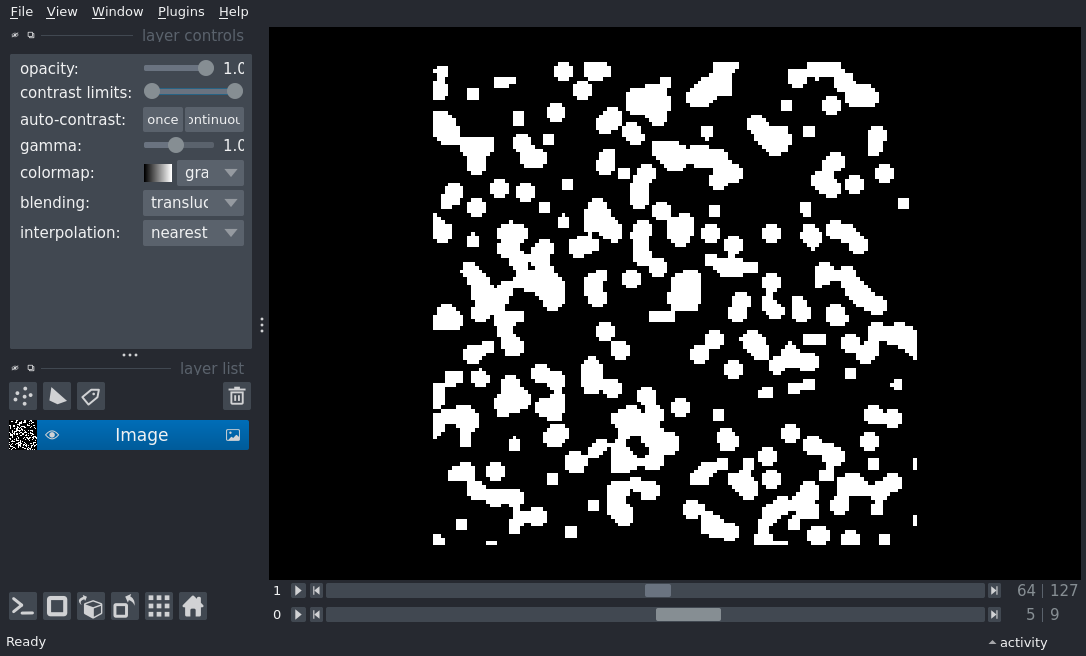 File View Window Plugins Help
layer controls
opacity: 1.0
contrast limits:
auto-contrast: once ontinuou
gamma: 1.0
colormap: gra
blending: transluc
interpolation: nearest
layer list
Image
1 64 127
0 5 9
Ready activity